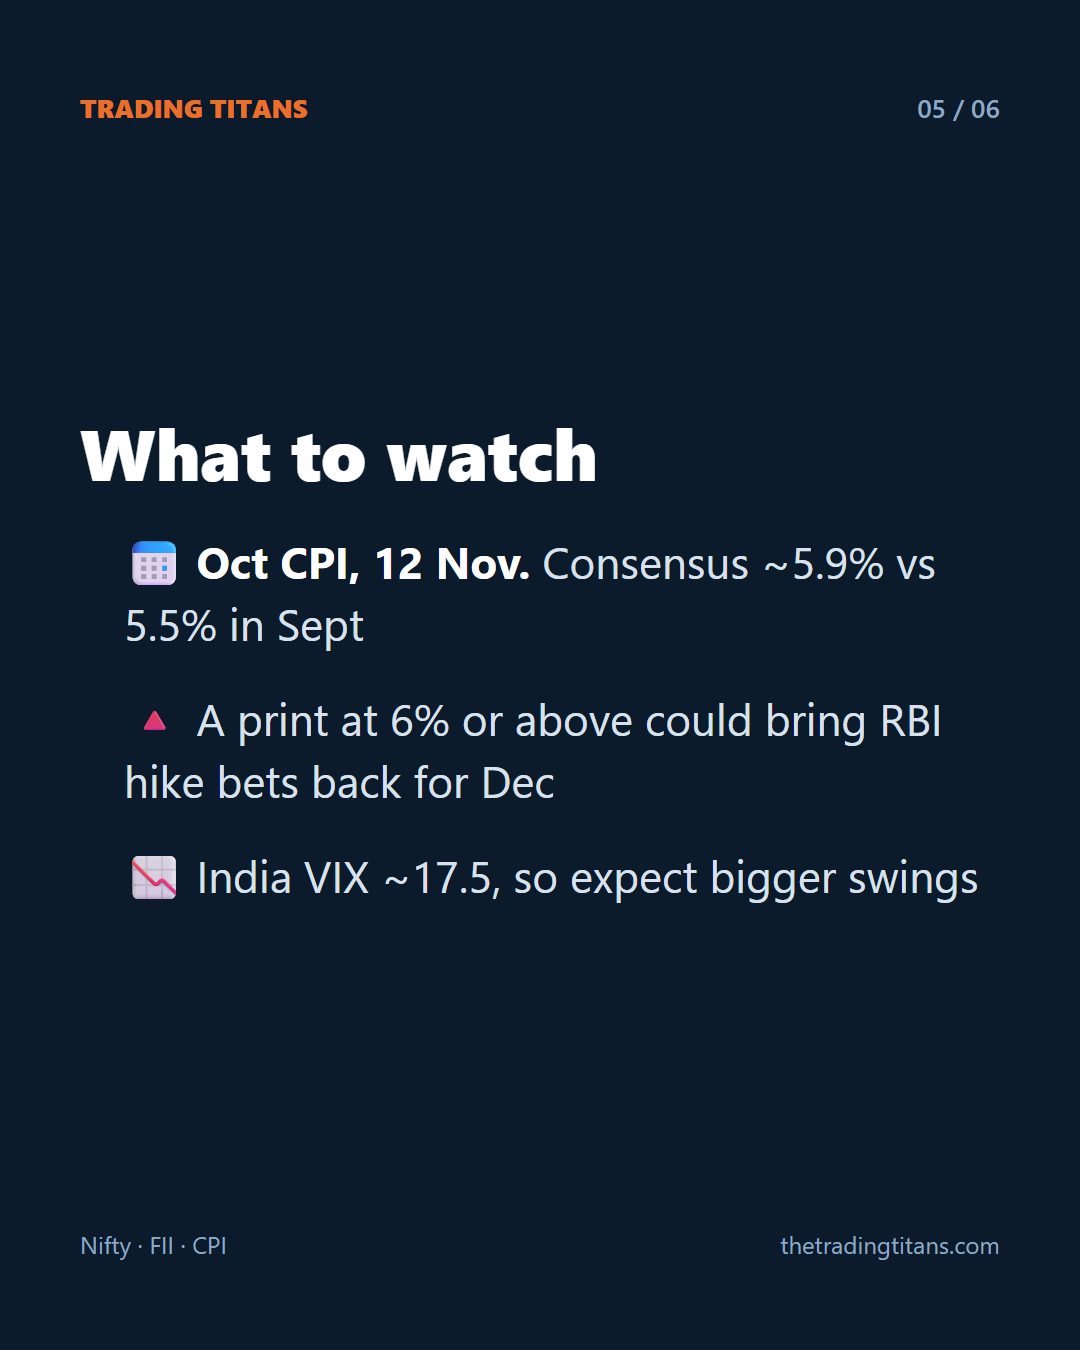 TRADING TITANS
05 / 06
What to watch
Oct CPI, 12 Nov. Consensus ~5.9% vs
5.5% in Sept
A print at 6% or above could bring RBI
hike bets back for Dec
India VIX ~17.5, so expect bigger swings
Nifty · FII · CPI
thetradingtitans.com